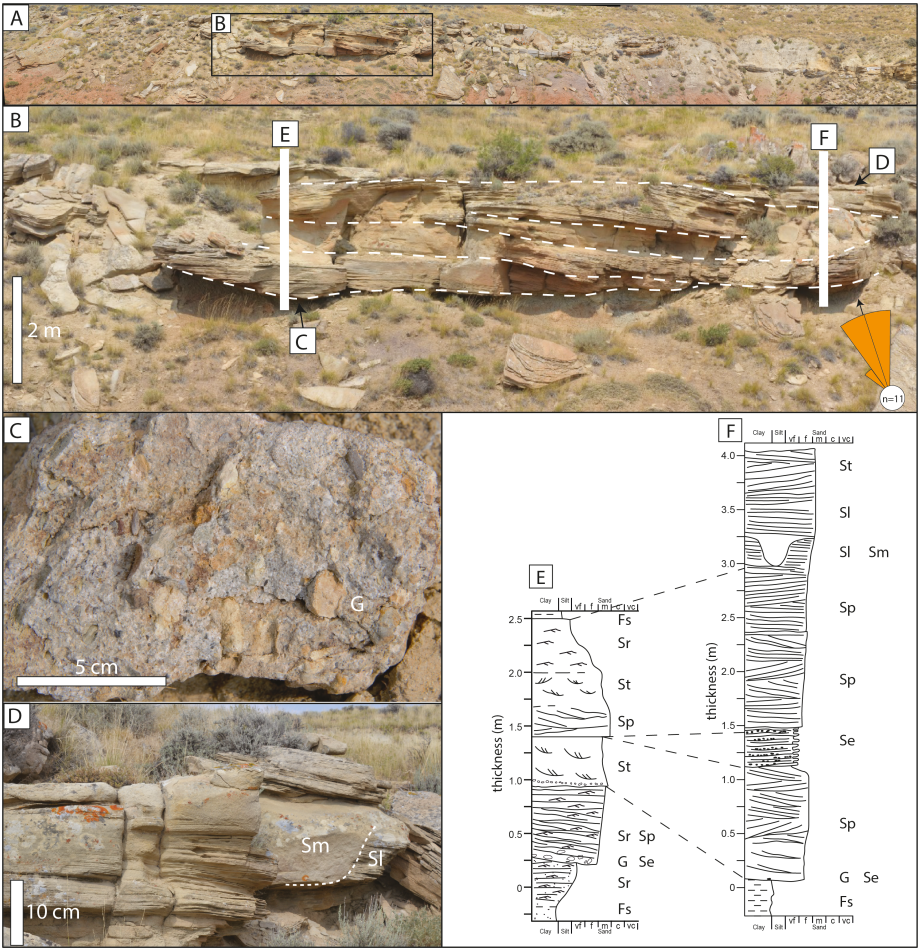 A
B
B
E
F
D
C
2 m
n=11
C
G
5 cm
D
Sm
Sl
10 cm
E
Clay Silt Sand
vf f m c vc
2.5
2.0
1.5
1.0
0.5
0
thickness (m)
Fs
Sr
St
Sp
St
Sr Sp
G Se
Sr
Fs
Clay Silt Sand
vf f m c vc
F
Clay Silt Sand
vf f m c vc
4.0
3.5
3.0
2.5
2.0
1.5
1.0
0.5
0
thickness (m)
St
Sl
Sl Sm
Sp
Sp
Se
Sp
G Se
Fs
Clay Silt Sand
vf f m c vc